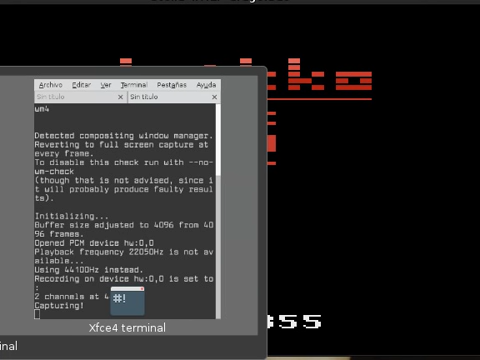 Archivo Editar Ver Terminal Pestañas Ayuda
Sin título × Sin título ×
um4
Detected compositing window manager.
Reverting to full screen capture at
every frame.
To disable this check run with --no-
wm-check
(though that is not advised, since i
t will probably produce faulty resul
ts).
Initializing...
Buffer size adjusted to 4096 from 40
96 frames.
Opened PCM device hw:0,0
Playback frequency 22050Hz is not av
ailable...
Using 44100Hz instead.
Recording on device hw:0,0 is set to
:
2 channels at 4
Capturing!
#!
Xfce4 terminal
inal
55